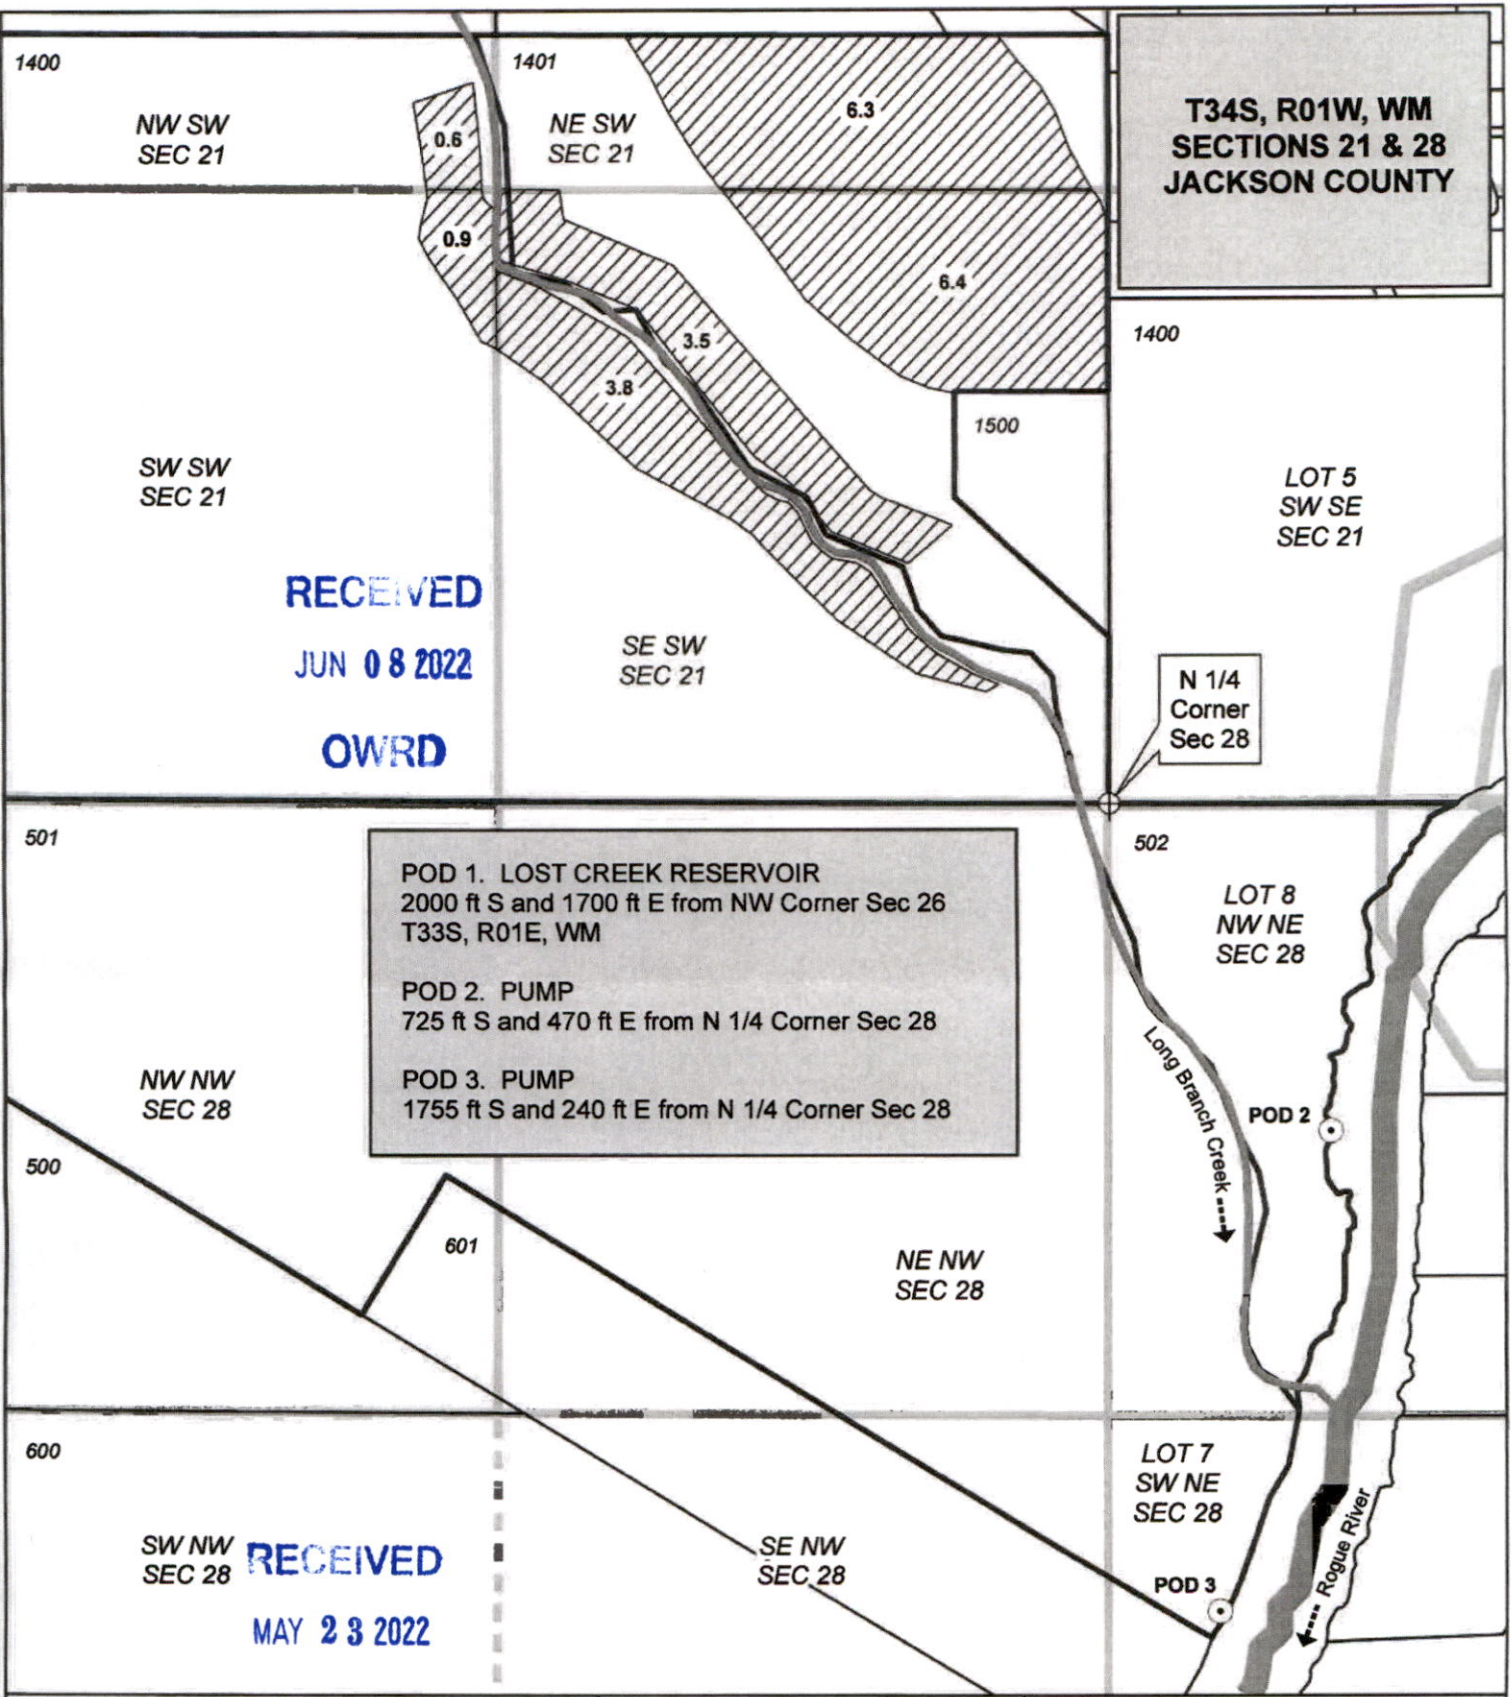 1400
1401
NW SW
SEC 21
0.6
NE SW
SEC 21
6.3
T34S, R01W, WM
SECTIONS 21 & 28
JACKSON COUNTY
0.9
6.4
3.5
3.8
1400
1500
SW SW
SEC 21
LOT 5
SW SE
SEC 21
RECEIVED
JUN 08 2022
OWRD
SE SW
SEC 21
N 1/4
Corner
Sec 28
501
502
POD 1. LOST CREEK RESERVOIR
2000 ft S and 1700 ft E from NW Corner Sec 26
T33S, R01E, WM
POD 2. PUMP
725 ft S and 470 ft E from N 1/4 Corner Sec 28
POD 3. PUMP
1755 ft S and 240 ft E from N 1/4 Corner Sec 28
LOT 8
NW NE
SEC 28
NW NW
SEC 28
Long Branch Creek
POD 2
500
601
NE NW
SEC 28
600
LOT 7
SW NE
SEC 28
SW NW
SEC 28
RECEIVED
MAY 23 2022
SE NW
SEC 28
POD 3
Rogue River